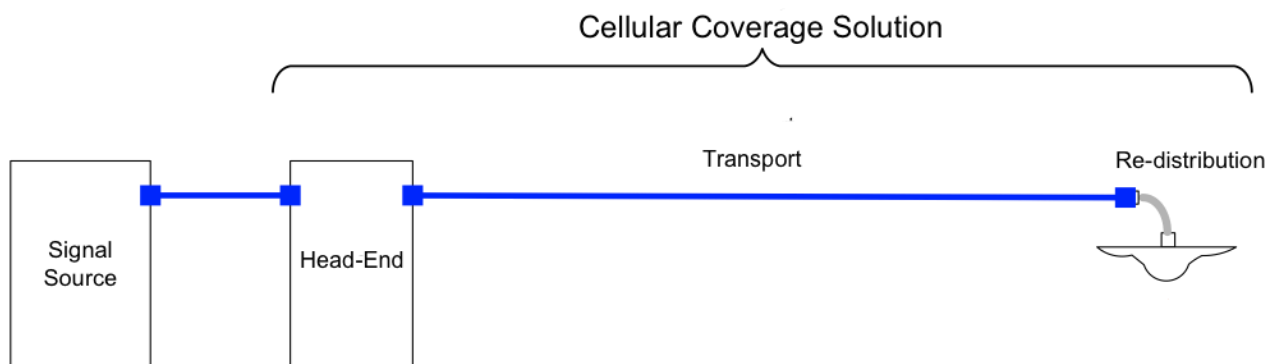 Cellular Coverage Solution
Transport
Re-distribution
Signal
Source
Head-End